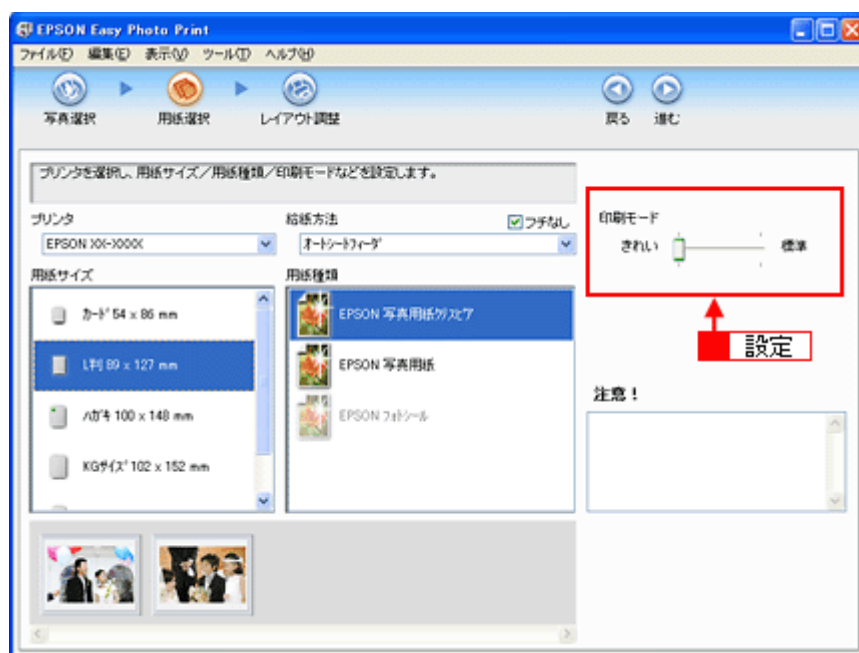 EPSON Easy Photo Print
ファイル(F) 編集(E) 表示(V) ツール(T) ヘルプ(H)
写真選択 用紙選択 レイアウト調整 戻る 進む
プリンタを選択し、用紙サイズ/用紙種類/印刷モードなどを設定します。
プリンタ
EPSON XX-XXXX
給紙方法
フチなし
オートシートフィーダ
印刷モード
きれい 標準
設定
用紙サイズ
カード 54 x 86 mm
L判 89 x 127 mm
ハガキ 100 x 148 mm
KGサイズ 102 x 152 mm
用紙種類
EPSON 写真用紙クリスピア
EPSON 写真用紙
EPSON フォトシール
注意!